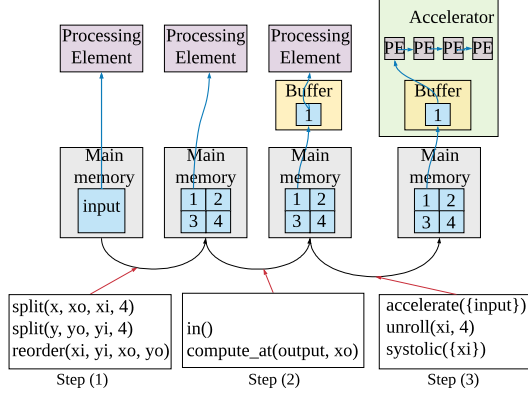 Accelerator
Processing Element
Processing Element
Processing Element
PE PE PE PE
Buffer
1
Buffer
1
Main memory
input
Main memory
1 2
3 4
Main memory
1 2
3 4
Main memory
1 2
3 4
split(x, xo, xi, 4)
split(y, yo, yi, 4)
reorder(xi, yi, xo, yo)
Step (1)
in()
compute_at(output, xo)
Step (2)
accelerate({input})
unroll(xi, 4)
systolic({xi})
Step (3)